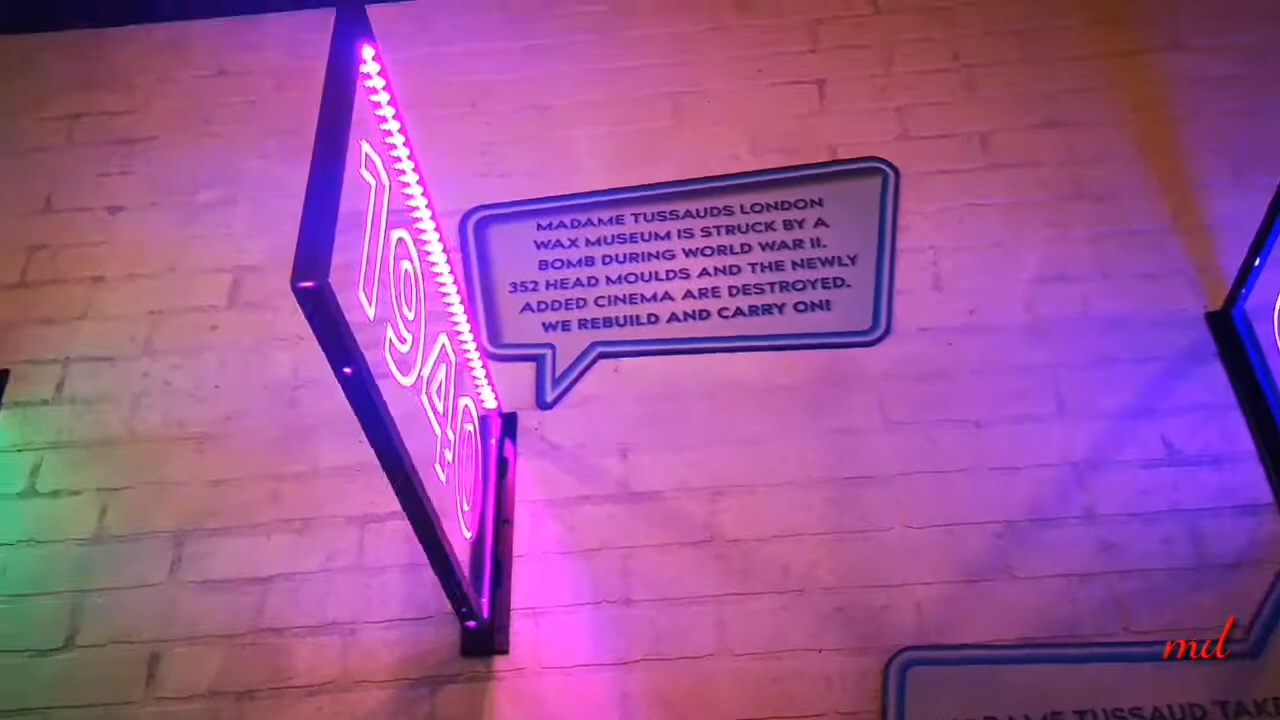 1940
MADAME TUSSAUDS LONDON
WAX MUSEUM IS STRUCK BY A
BOMB DURING WORLD WAR II.
352 HEAD MOULDS AND THE NEWLY
ADDED CINEMA ARE DESTROYED.
WE REBUILD AND CARRY ON!
md
TUSSAUD